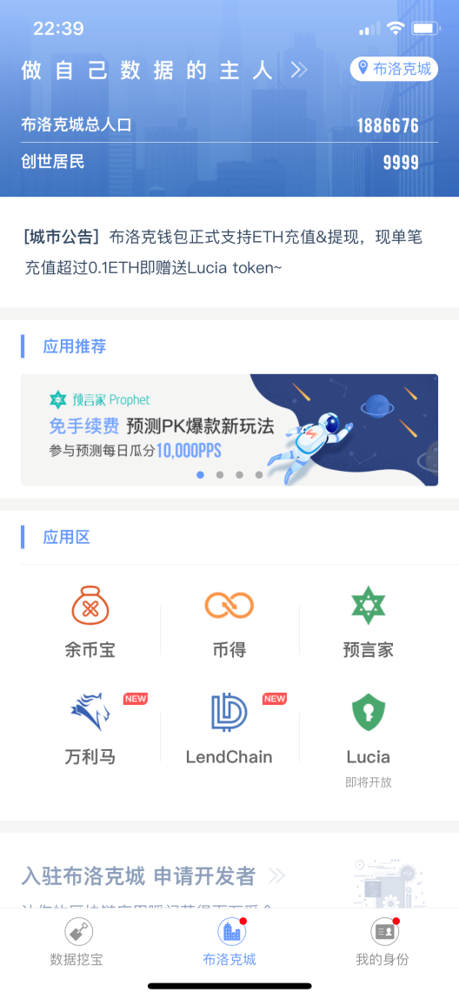 22:39
做自己数据的主人
布洛克城
布洛克城总人口 1886676
创世居民 9999
[城市公告] 布洛克钱包正式支持ETH充值&提现，现单笔
充值超过0.1ETH即赠送Lucia token~
应用推荐
预言家 Prophet
免手续费 预测PK爆款新玩法
参与预测每日瓜分10,000PPS
应用区
余币宝 币得 预言家
NEW NEW
万利马 LendChain Lucia
即将开放
入驻布洛克城 申请开发者
数据挖宝 布洛克城 我的身份